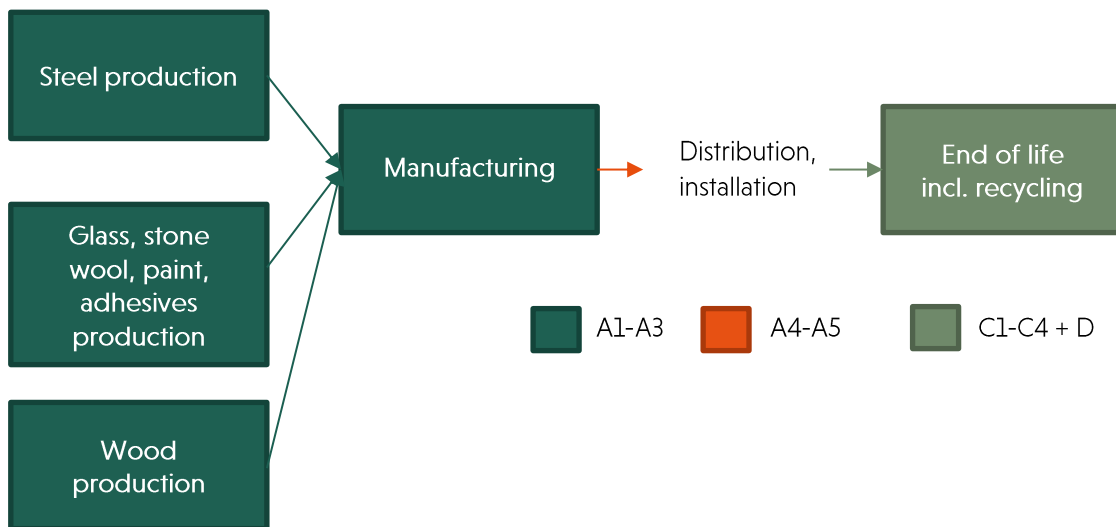 Steel production
Glass, stone
wool, paint,
adhesives
production
Wood
production
Manufacturing
Distribution,
installation
End of life
incl. recycling
A1-A3
A4-A5
C1-C4 + D